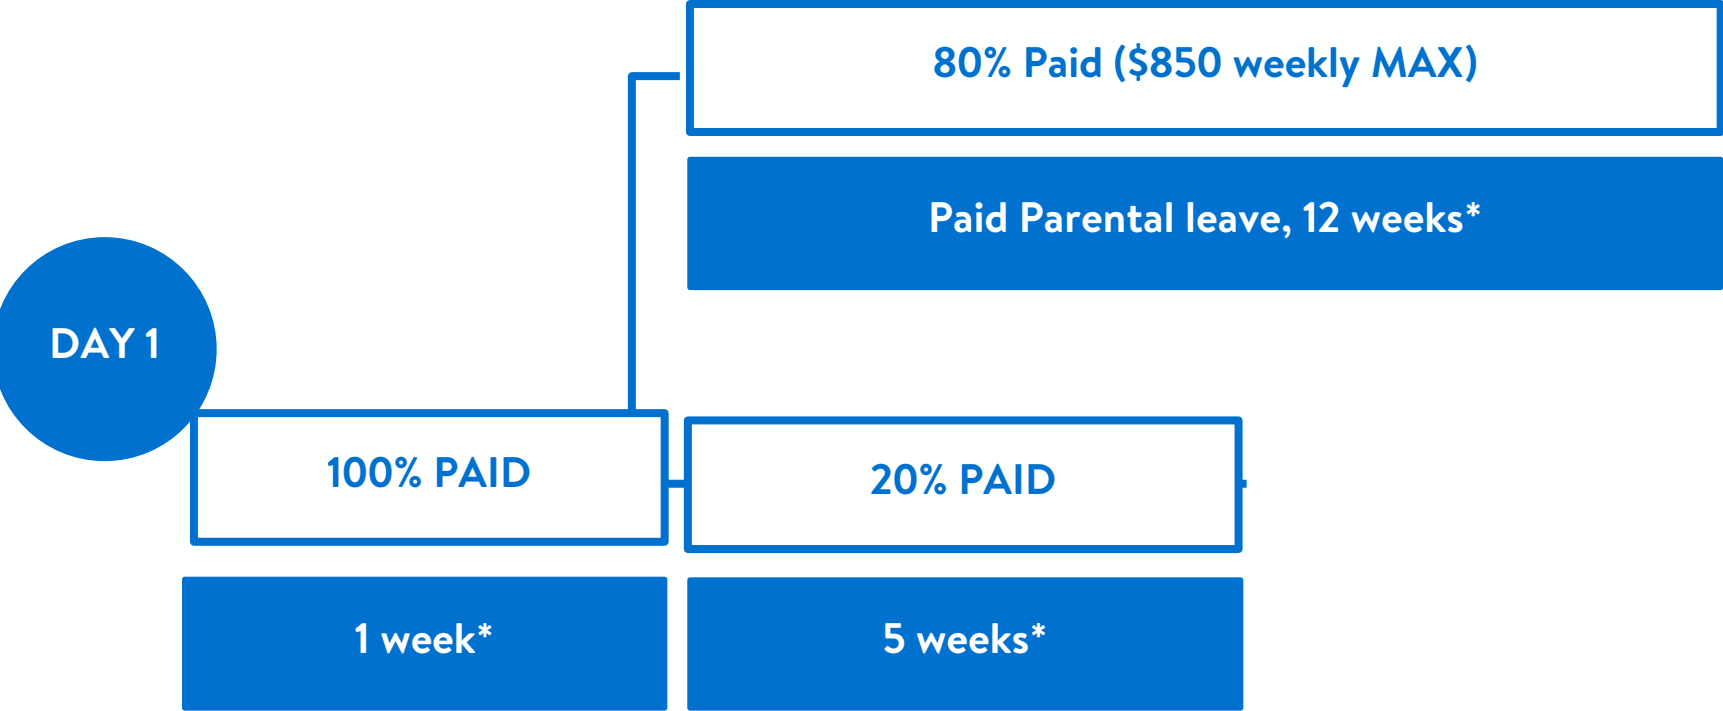 80% Paid ($850 weekly MAX)
Paid Parental leave, 12 weeks*
DAY 1
100% PAID
20% PAID
1 week*
5 weeks*